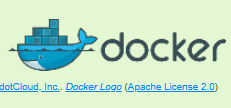 docker
dotCloud, Inc,. Docker Logo (Apache License 2.0)